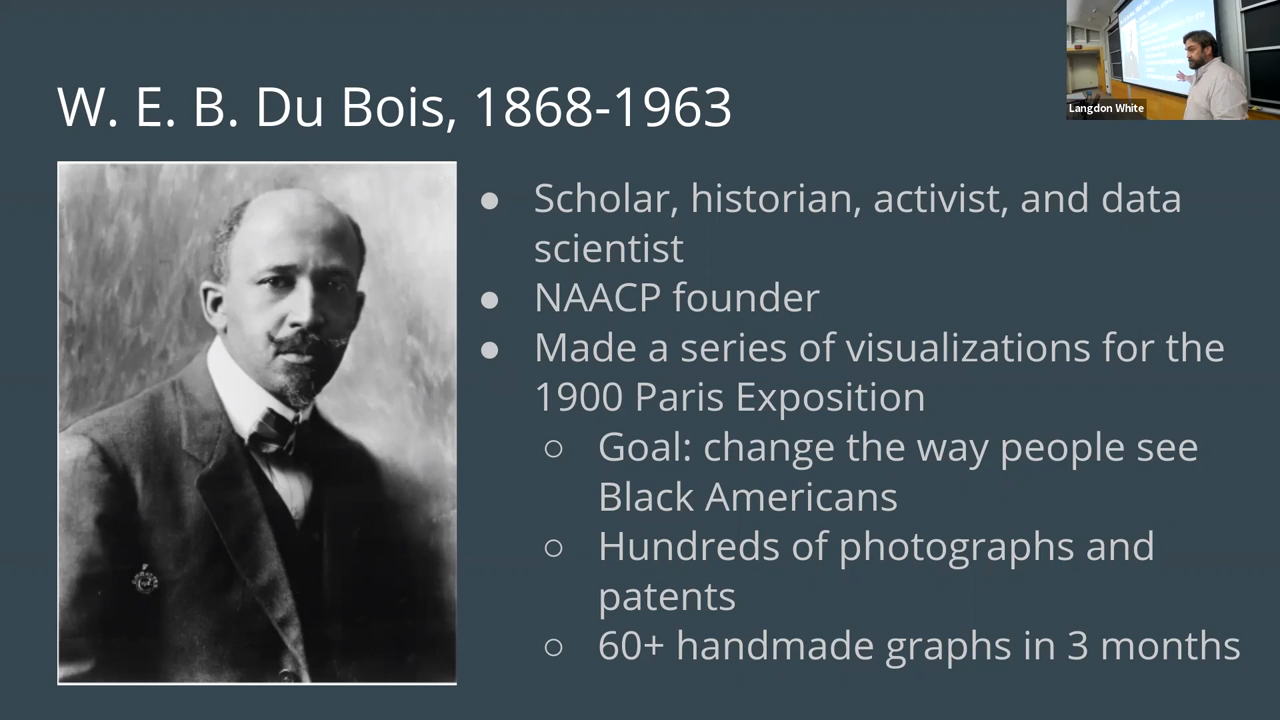 W. E. B. Du Bois, 1868-1963
Langdon White
● Scholar, historian, activist, and data
scientist
● NAACP founder
● Made a series of visualizations for the
1900 Paris Exposition
○ Goal: change the way people see
Black Americans
○ Hundreds of photographs and
patents
○ 60+ handmade graphs in 3 months